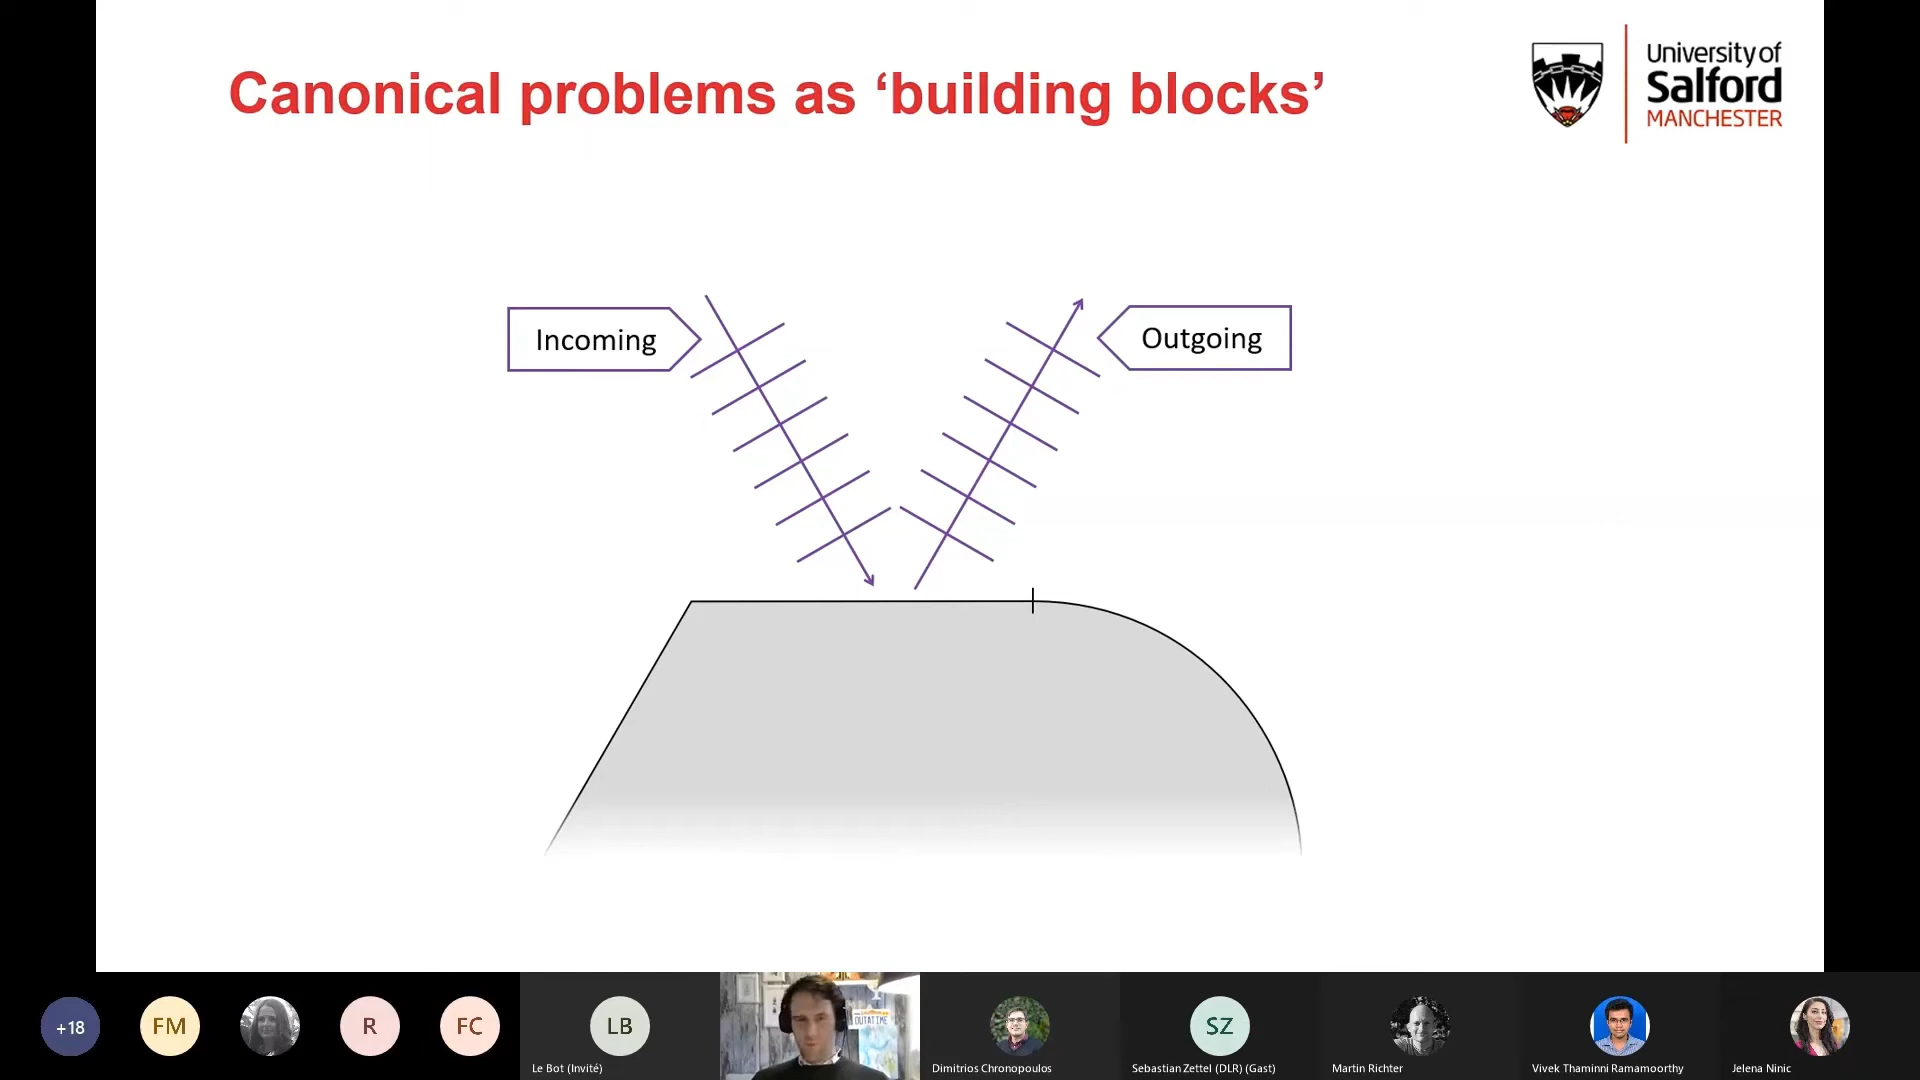 Canonical problems as ‘building blocks’
University of
Salford
MANCHESTER
Incoming
Outgoing
+18
FM
R
FC
LB
Le Bot (Invité)
OUTATIME
Dimitrios Chronopoulos
SZ
Sebastian Zettel (DLR) (Gast)
Martin Richter
Vivek Thaminni Ramamoorthy
Jelena Ninic